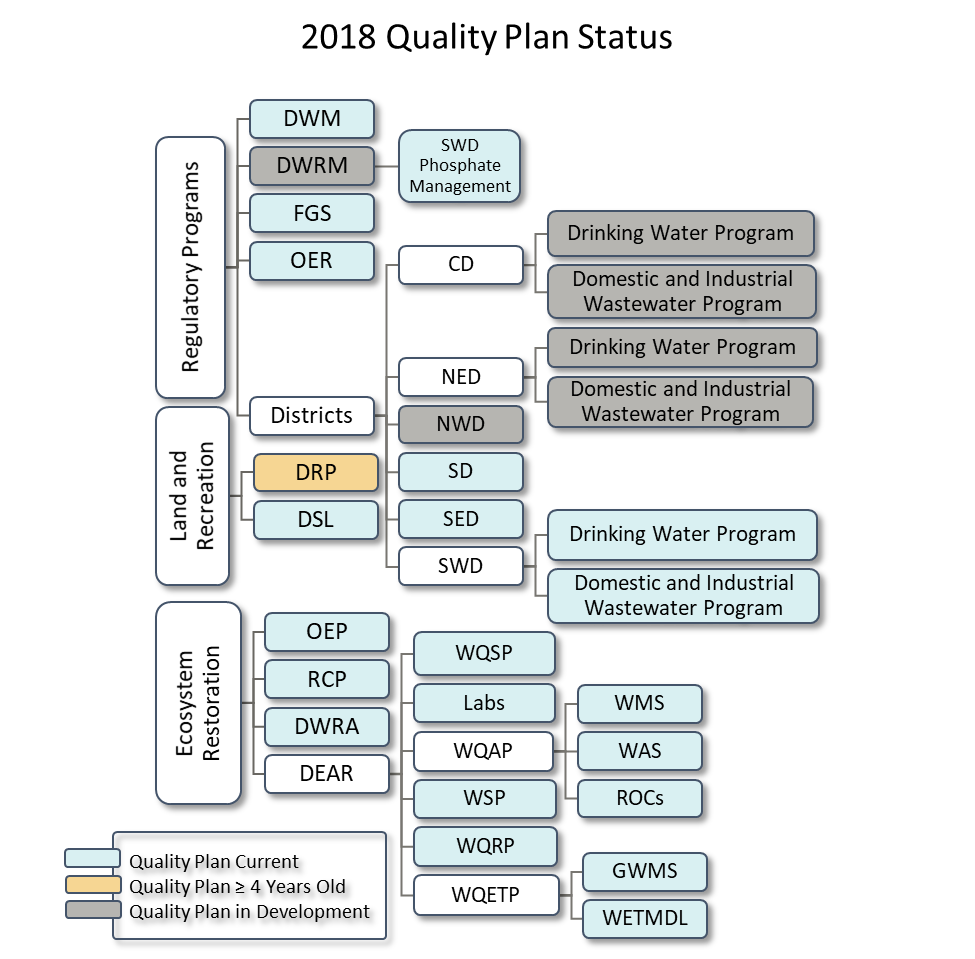 2018 Quality Plan Status
Regulatory Programs
DWM
DWRM
SWD
Phosphate
Management
FGS
OER
Districts
CD
Drinking Water Program
Domestic and Industrial
Wastewater Program
NED
Drinking Water Program
Domestic and Industrial
Wastewater Program
NWD
SD
SED
SWD
Drinking Water Program
Domestic and Industrial
Wastewater Program
Land and
Recreation
DRP
DSL
Ecosystem
Restoration
OEP
RCP
DWRA
DEAR
WQSP
Labs
WQAP
WMS
WAS
ROCs
WSP
WQRP
WQETP
GWMS
WETMDL
Quality Plan Current
Quality Plan ≥ 4 Years Old
Quality Plan in Development